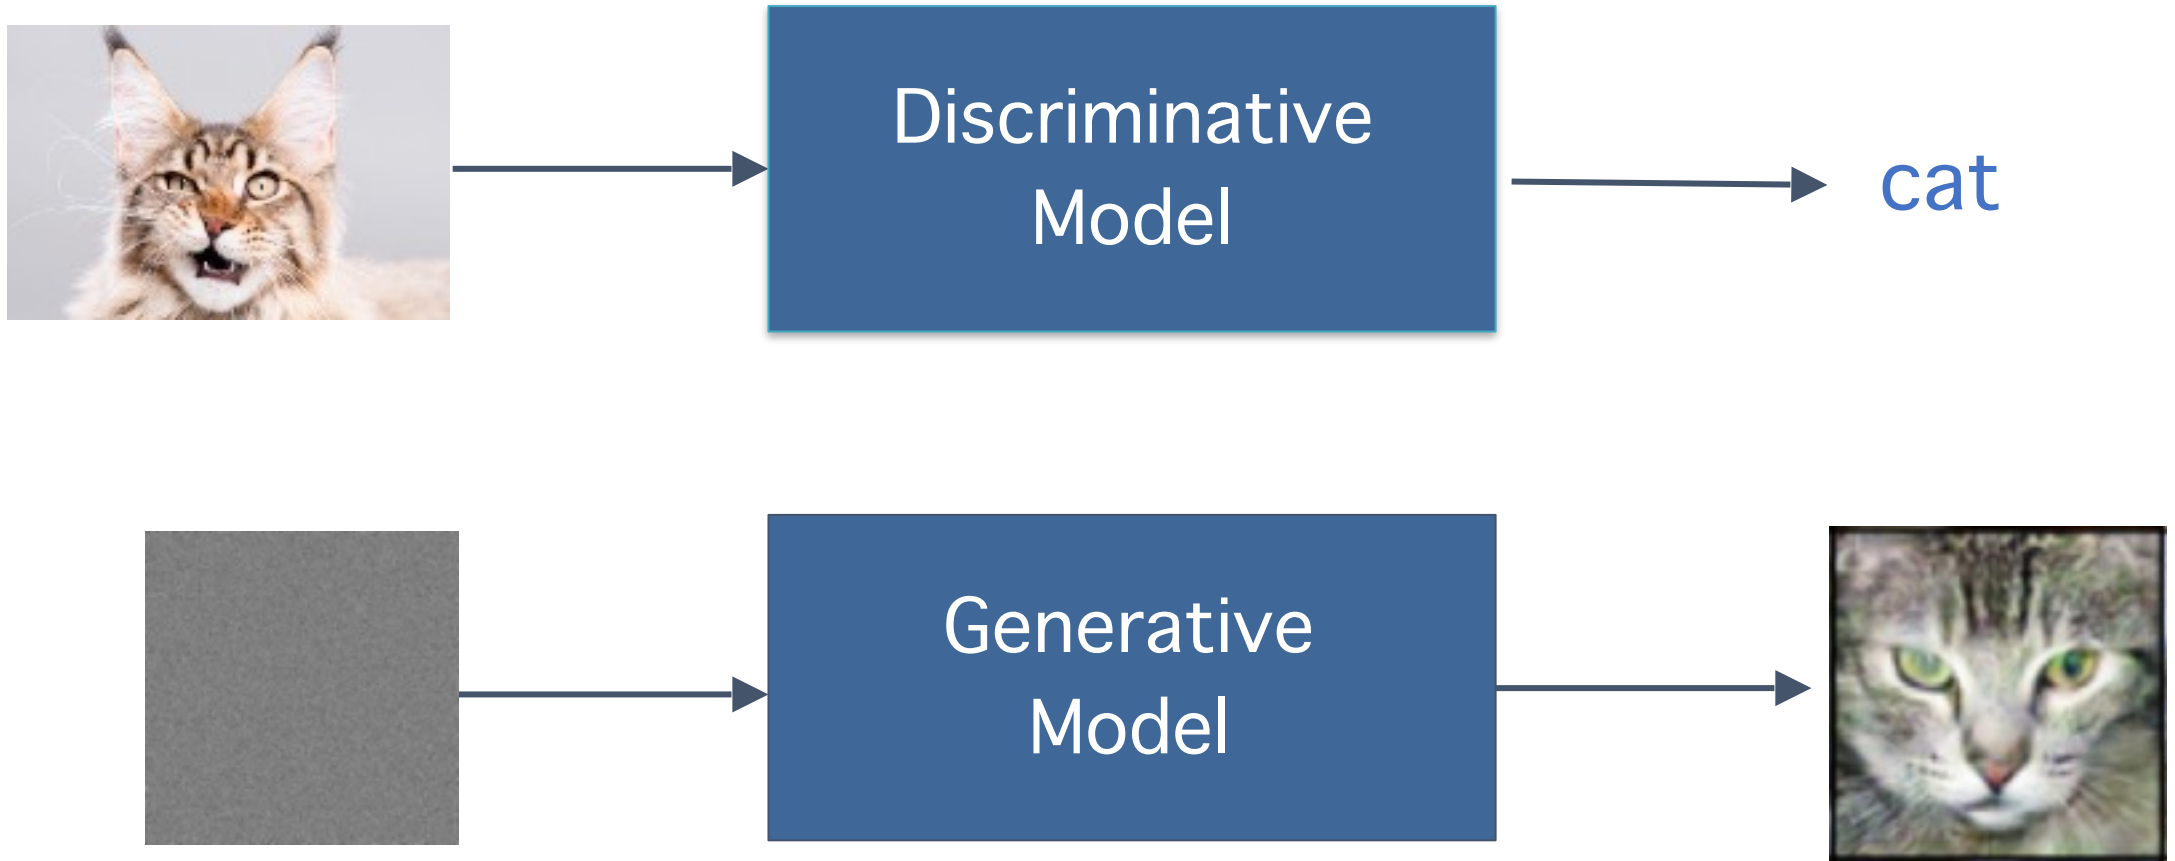 Discriminative
Model
cat
Generative
Model